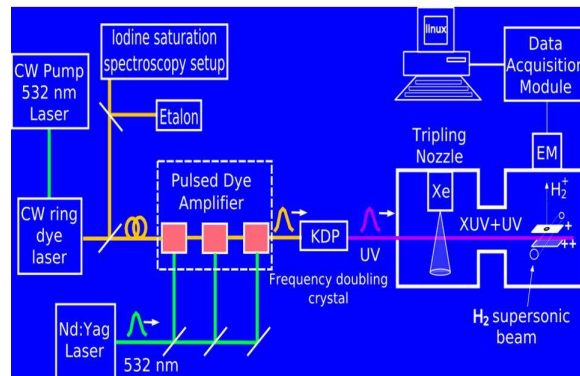 Iodine saturation
spectroscopy setup
CW Pump
532 nm
Laser
Etalon
linux
Data
Acquisition
Module
Tripling
Nozzle
Pulsed Dye
Amplifier
EM
Xe
H2+
CW ring
dye
laser
KDP
XUV+UV
+
++
UV
Frequency doubling
crystal
H2 supersonic
beam
Nd:Yag
Laser
532 nm